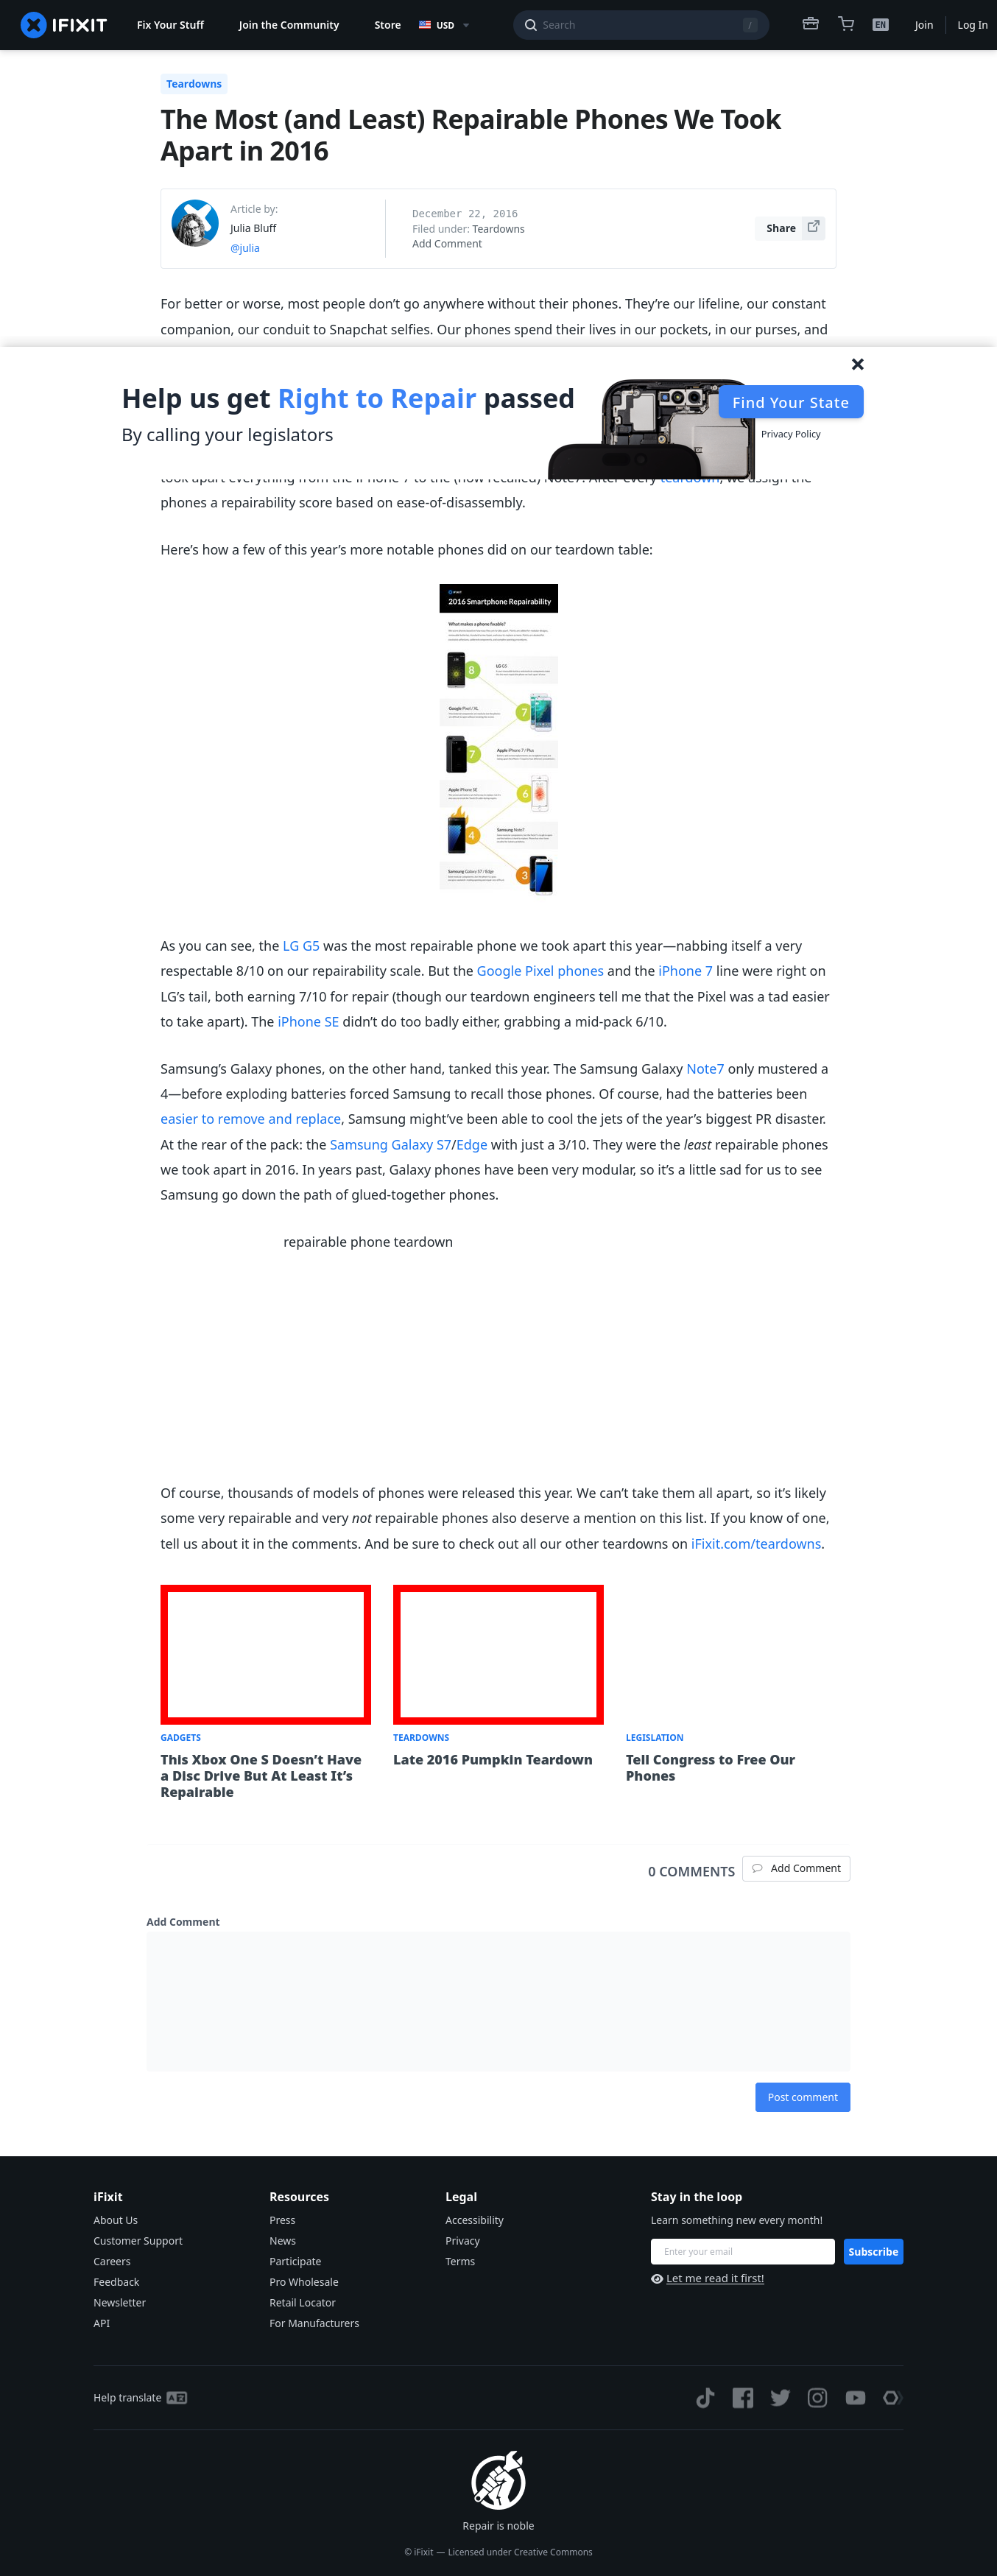 IFIXIT
Fix Your Stuff
Join the Community
Store
USD
Search
/
EN
Join
Log In
Teardowns
The Most (and Least) Repairable Phones We Took
Apart in 2016
Article by:
Julia Bluff
@julia
December 22, 2016
Filed under: Teardowns
Add Comment
Share
For better or worse, most people don’t go anywhere without their phones. They’re our lifeline, our constant
companion, our conduit to Snapchat selfies. Our phones spend their lives in our pockets, in our purses, and
Help us get Right to Repair passed
By calling your legislators
Find Your State
Privacy Policy
took apart everything from the iPhone 7 to the (now recalled) Note7. After every teardown, we assign the
phones a repairability score based on ease-of-disassembly.
Here’s how a few of this year’s more notable phones did on our teardown table:
IFIXIT
2016 Smartphone Repairability
What makes a phone fixable?
8
LG G5
Google Pixel / XL
7
7
Apple iPhone 7 / Plus
Apple iPhone SE
6
4
Samsung Note7
Samsung Galaxy S7 / Edge
3
As you can see, the LG G5 was the most repairable phone we took apart this year—nabbing itself a very
respectable 8/10 on our repairability scale. But the Google Pixel phones and the iPhone 7 line were right on
LG’s tail, both earning 7/10 for repair (though our teardown engineers tell me that the Pixel was a tad easier
to take apart). The iPhone SE didn’t do too badly either, grabbing a mid-pack 6/10.
Samsung’s Galaxy phones, on the other hand, tanked this year. The Samsung Galaxy Note7 only mustered a
4—before exploding batteries forced Samsung to recall those phones. Of course, had the batteries been
easier to remove and replace, Samsung might’ve been able to cool the jets of the year’s biggest PR disaster.
At the rear of the pack: the Samsung Galaxy S7/Edge with just a 3/10. They were the least repairable phones
we took apart in 2016. In years past, Galaxy phones have been very modular, so it’s a little sad for us to see
Samsung go down the path of glued-together phones.
repairable phone teardown
Of course, thousands of models of phones were released this year. We can’t take them all apart, so it’s likely
some very repairable and very not repairable phones also deserve a mention on this list. If you know of one,
tell us about it in the comments. And be sure to check out all our other teardowns on iFixit.com/teardowns.
GADGETS
This Xbox One S Doesn’t Have
a Disc Drive But At Least It’s
Repairable
TEARDOWNS
Late 2016 Pumpkin Teardown
LEGISLATION
Tell Congress to Free Our
Phones
0 COMMENTS
Add Comment
Add Comment
Post comment
iFixit
About Us
Customer Support
Careers
Feedback
Newsletter
API
Resources
Press
News
Participate
Pro Wholesale
Retail Locator
For Manufacturers
Legal
Accessibility
Privacy
Terms
Stay in the loop
Learn something new every month!
Enter your email
Subscribe
Let me read it first!
Help translate
Repair is noble
© iFixit — Licensed under Creative Commons